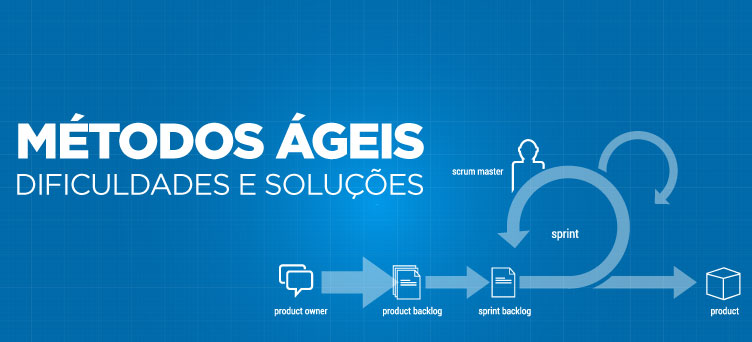 MÉTODOS ÁGEIS
DIFICULDADES E SOLUÇÕES
scrum master
sprint
product owner
product backlog
sprint backlog
product